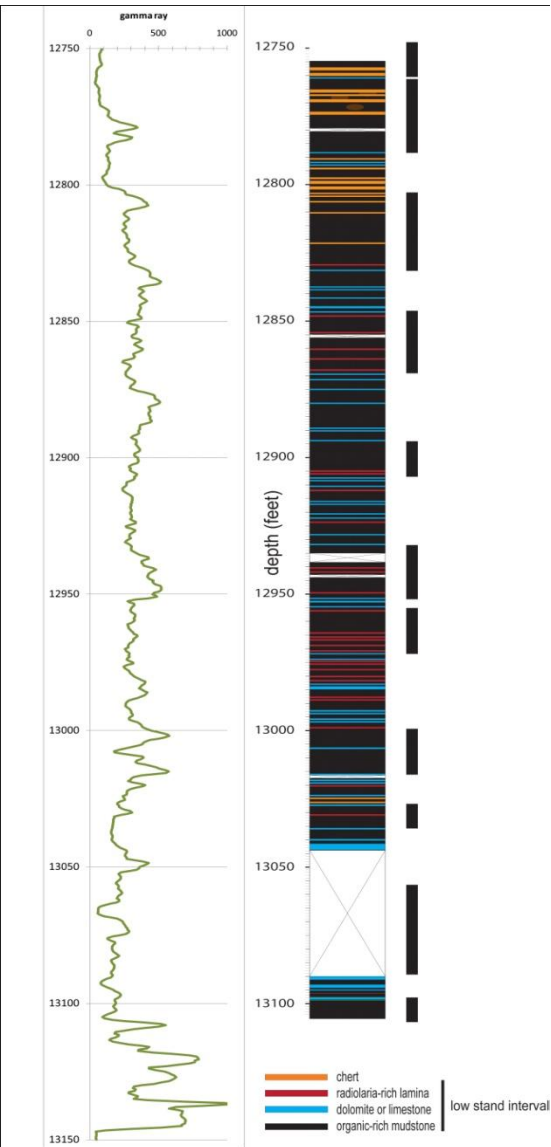 gamma ray
0 500 1000
12750
12800
12850
12900
12950
13000
13050
13100
13150
depth (feet)
12750
12800
12850
12900
12950
13000
13050
13100
chert
radiolaria-rich lamina
dolomite or limestone
organic-rich mudstone
low stand interval